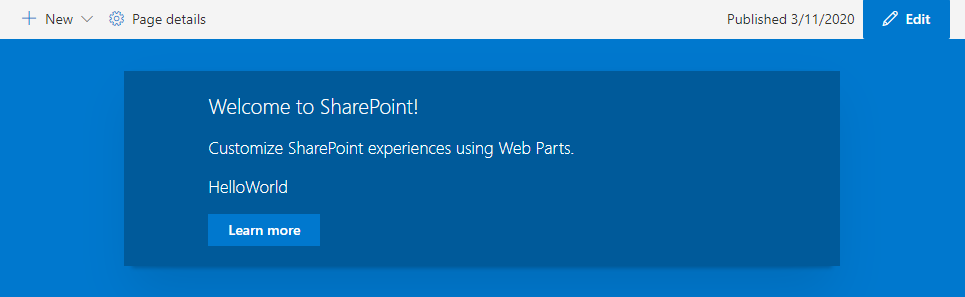 New Page details Published 3/11/2020 Edit
Welcome to SharePoint!
Customize SharePoint experiences using Web Parts.
HelloWorld
Learn more